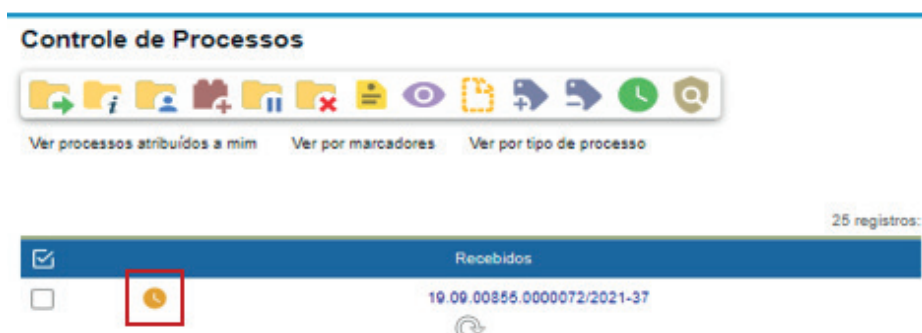 Controle de Processos
Ver processos atribuídos a mim Ver por marcadores Ver por tipo de processo
25 registros:
Recebidos
19.09.00855.0000072/2021-37